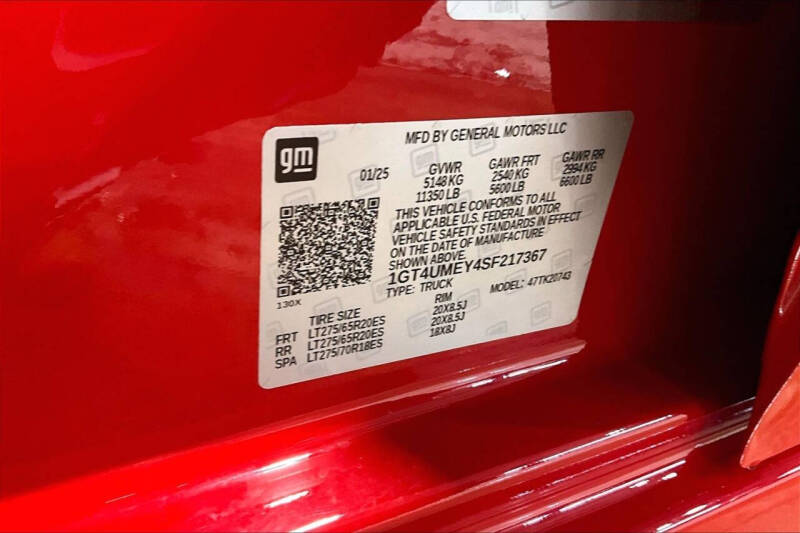 MFD BY GENERAL MOTORS LLC
gm
01/25
GVWR GAWR FRT GAWR RR
5148 KG 2540 KG 2994 KG
11350 LB 5600 LB 6600 LB
THIS VEHICLE CONFORMS TO ALL
APPLICABLE U.S. FEDERAL MOTOR
VEHICLE SAFETY STANDARDS IN EFFECT
ON THE DATE OF MANUFACTURE
SHOWN ABOVE.
1GT4UMEY4SF217367
TYPE: TRUCK MODEL: 47TK20743
130X
TIRE SIZE RIM
FRT LT275/65R20ES 20X8.5J
RR LT275/65R20ES 20X8.5J
SPA LT275/70R18ES 18X8J